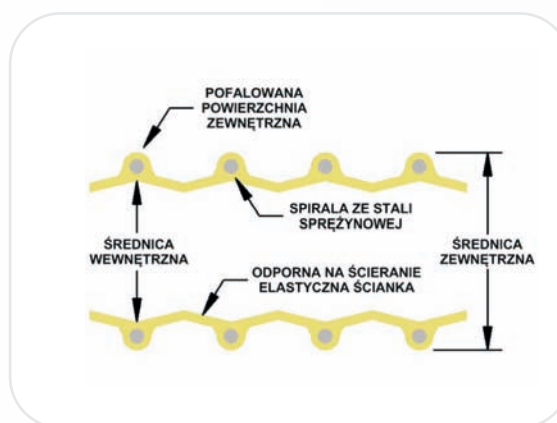 POFALOWANA
POWIERZCHNIA
ZEWNĘTRZNA
SPIRALA ZE STALI
SPRĘŻYNOWEJ
ŚREDNICA
WEWNĘTRZNA
ŚREDNICA
ZEWNĘTRZNA
ODPORNA NA ŚCIERANIE
ELASTYCZNA ŚCIANKA